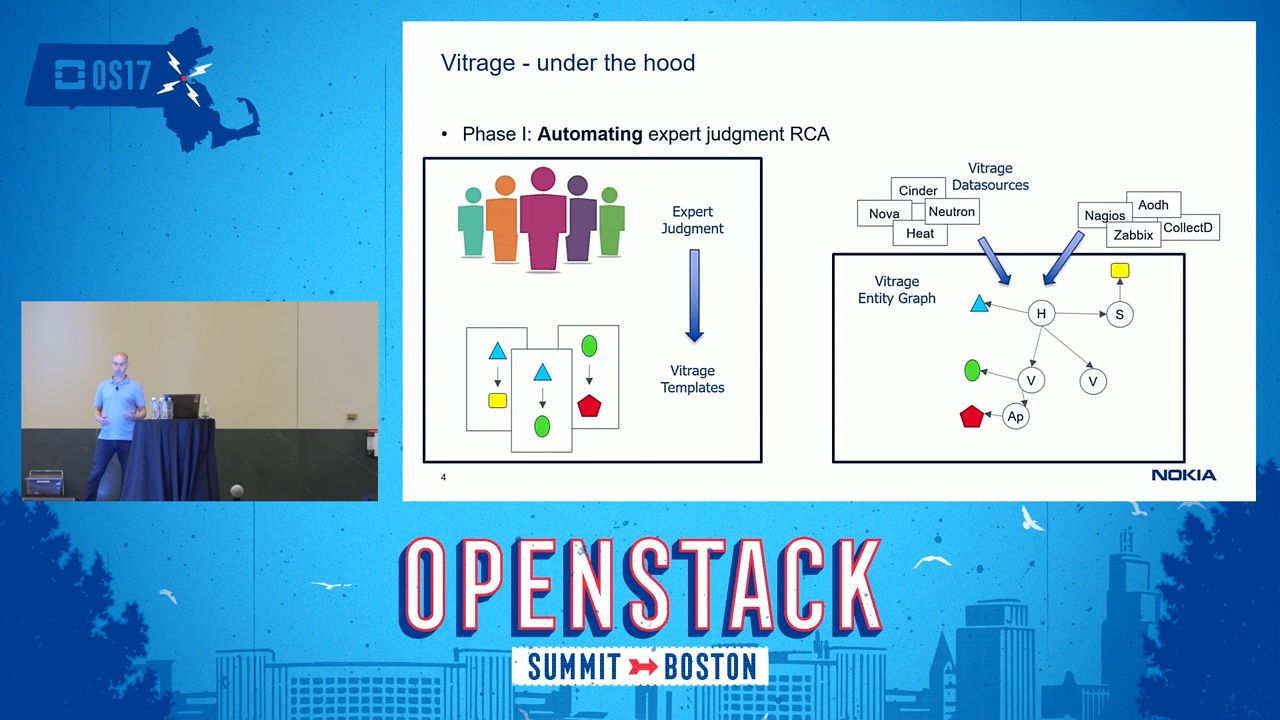 OS17
Vitrage - under the hood
• Phase I: Automating expert judgment RCA
Expert
Judgment
Vitrage
Templates
Vitrage
Datasources
Cinder
Nova
Neutron
Heat
Aodh
Nagios
CollectD
Zabbix
Vitrage
Entity Graph
H
S
V
V
Ap
4
NOKIA
OPENSTACK
SUMMIT BOSTON